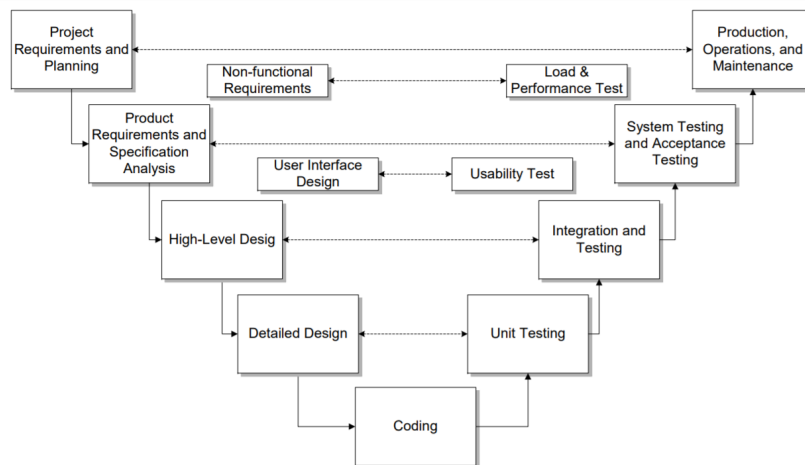 Project
Requirements and
Planning
Production,
Operations, and
Maintenance
Non-functional
Requirements
Load &
Performance Test
Product
Requirements and
Specification
Analysis
System Testing
and Acceptance
Testing
User Interface
Design
Usability Test
High-Level Desig
Integration and
Testing
Detailed Design
Unit Testing
Coding